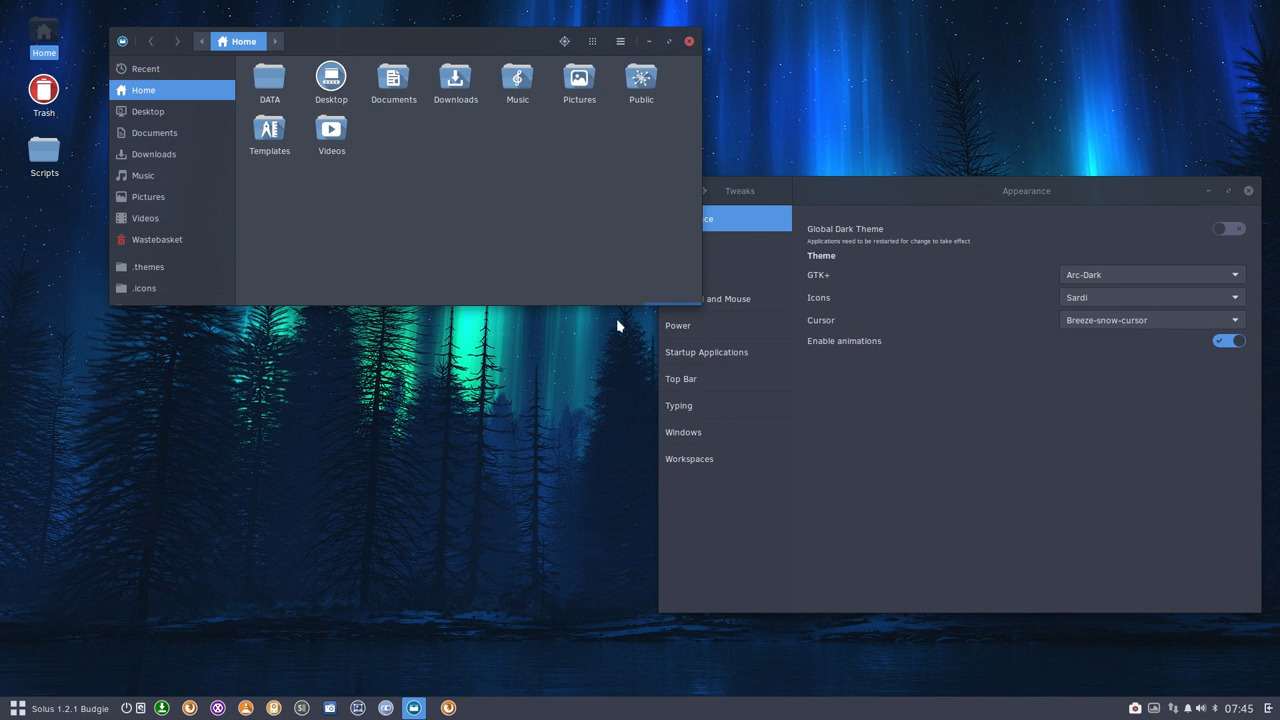 Home
Trash
Scripts
Home
Recent
Home
Desktop
Documents
Downloads
Music
Pictures
Videos
Wastebasket
.themes
.icons
DATA
Desktop
Documents
Downloads
Music
Pictures
Public
Templates
Videos
Tweaks
Appearance
ce
l and Mouse
Power
Startup Applications
Top Bar
Typing
Windows
Workspaces
Global Dark Theme
Applications need to be restarted for change to take effect
Theme
GTK+
Arc-Dark
Icons
Sardi
Cursor
Breeze-snow-cursor
Enable animations
Solus 1.2.1 Budgie
07:45